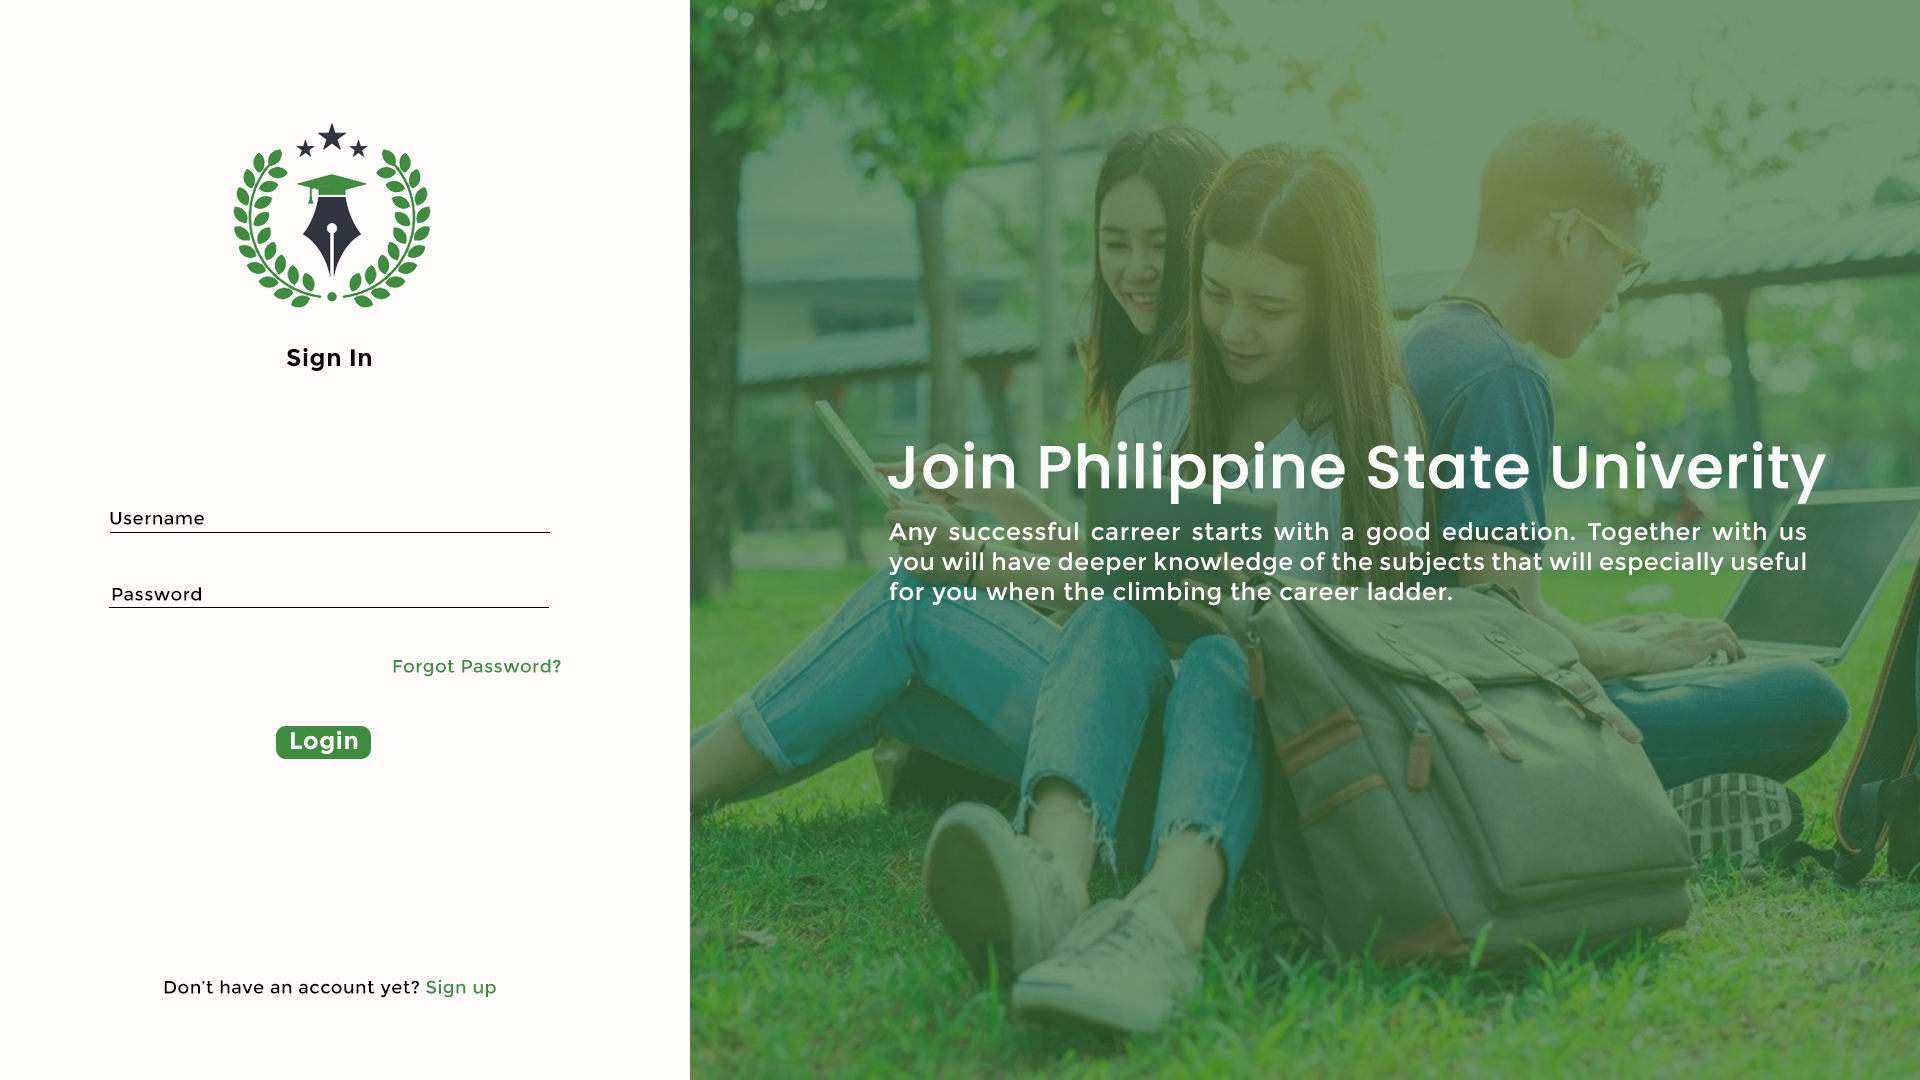 Sign In
Username
Password
Forgot Password?
Login
Don't have an account yet? Sign up
Join Philippine State Univerity
Any successful carreer starts with a good education. Together with us
you will have deeper knowledge of the subjects that will especially useful
for you when the climbing the career ladder.